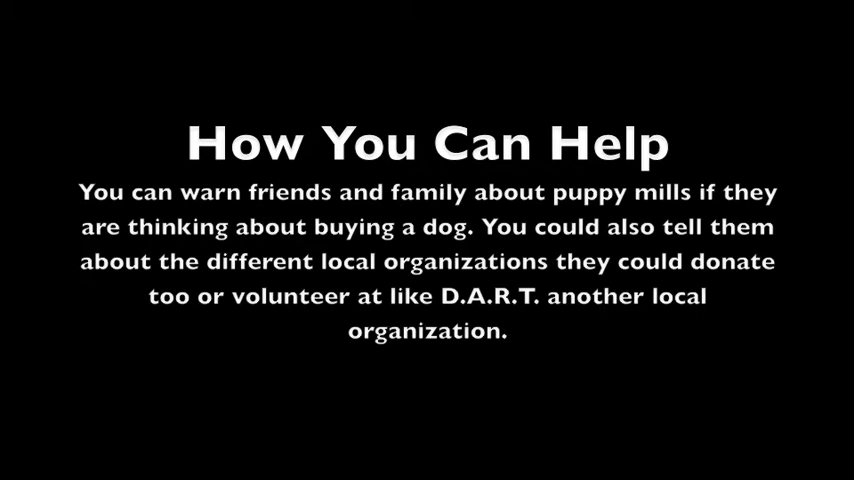 How You Can Help
You can warn friends and family about puppy mills if they
are thinking about buying a dog. You could also tell them
about the different local organizations they could donate
too or volunteer at like D.A.R.T. another local
organization.